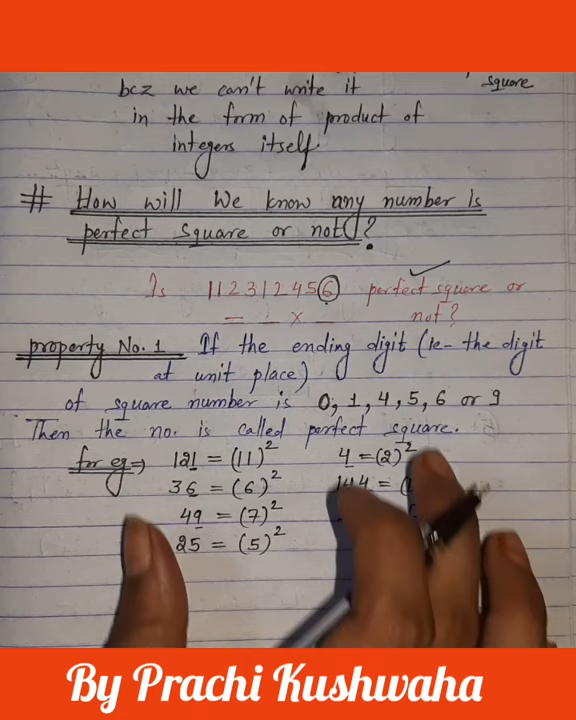 bcz we can't write it square
in the form of product of
integers itself.
# How will We know any number is
perfect square or not?
Is 112312456 perfect square or
not?
property No. 1 If the ending digit (ie- the digit
at unit place)
of square number is 0, 1, 4, 5, 6 or 9
Then the no. is called perfect square.
for eg⇒ 121 = (11)² 4 = (2)²
36 = (6)² 144 = (
49 = (7)²
25 = (5)²
By Prachi Kushwaha